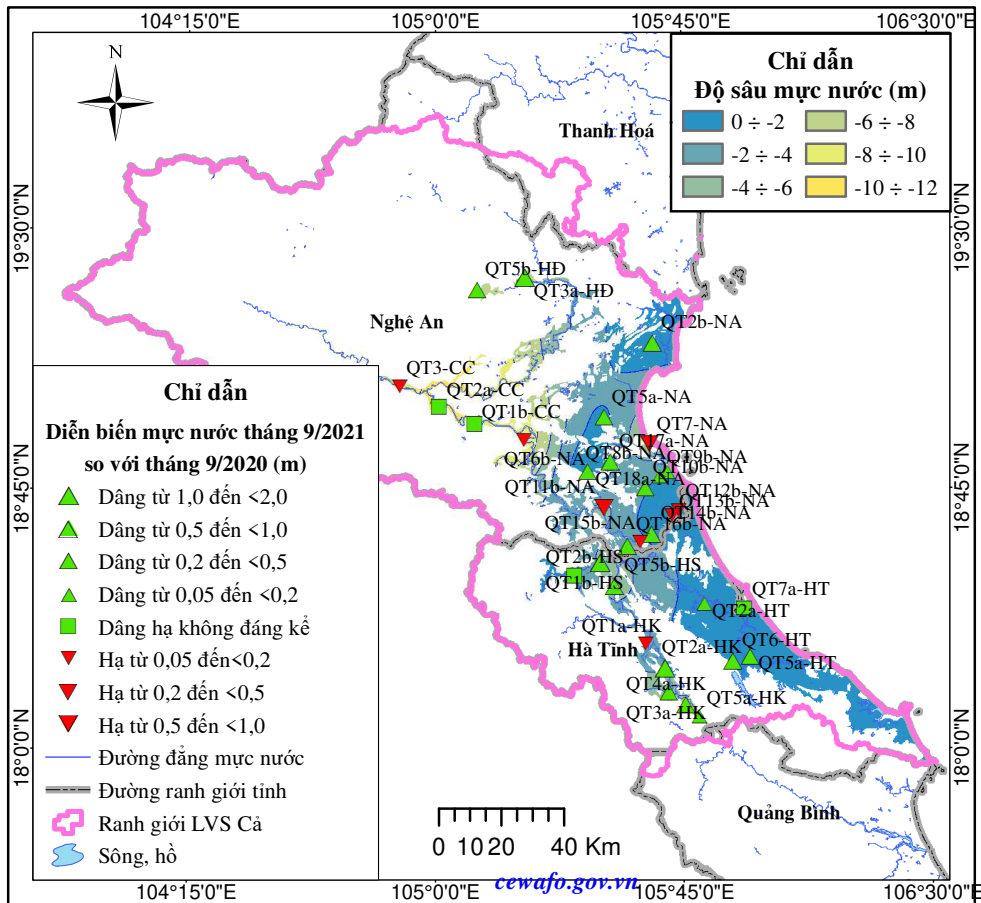 104°15'0"E
105°0'0"E
105°45'0"E
106°30'0"E
N
Chỉ dẫn
Độ sâu mực nước (m)
0 ÷ -2
-6 ÷ -8
-2 ÷ -4
-8 ÷ -10
-4 ÷ -6
-10 ÷ -12
Thanh Hoá
19°30'0"N
19°30'0"N
QT5b-HĐ
QT3a-HĐ
Nghệ An
QT2b-NA
QT3-CC
QT2a-CC
QT1b-CC
QT5a-NA
QT7-NA
QT17a-NA
QT8b-NA
QT9b-NA
QT6b-NA
QT10b-NA
QT11b-NA
QT18a-NA
QT12b-NA
QT13b-NA
QT14b-NA
QT15b-NA
QT16b-NA
18°45'0"N
18°45'0"N
QT2b-HS
QT5b-HS
QT1b-HS
QT7a-HT
QT2a-HT
QT1a-HK
Hà Tĩnh
QT2a-HK
QT6-HT
QT5a-HT
QT4a-HK
QT5a-HK
QT3a-HK
18°0'0"N
18°0'0"N
Quảng Bình
Chỉ dẫn
Diễn biến mực nước tháng 9/2021
so với tháng 9/2020 (m)
Dâng từ 1,0 đến <2,0
Dâng từ 0,5 đến <1,0
Dâng từ 0,2 đến <0,5
Dâng từ 0,05 đến <0,2
Dâng hạ không đáng kể
Hạ từ 0,05 đến<0,2
Hạ từ 0,2 đến <0,5
Hạ từ 0,5 đến <1,0
Đường đẳng mực nước
Đường ranh giới tỉnh
Ranh giới LVS Cả
Sông, hồ
0 10 20 40 Km
cewafo.gov.vn
104°15'0"E
105°0'0"E
105°45'0"E
106°30'0"E